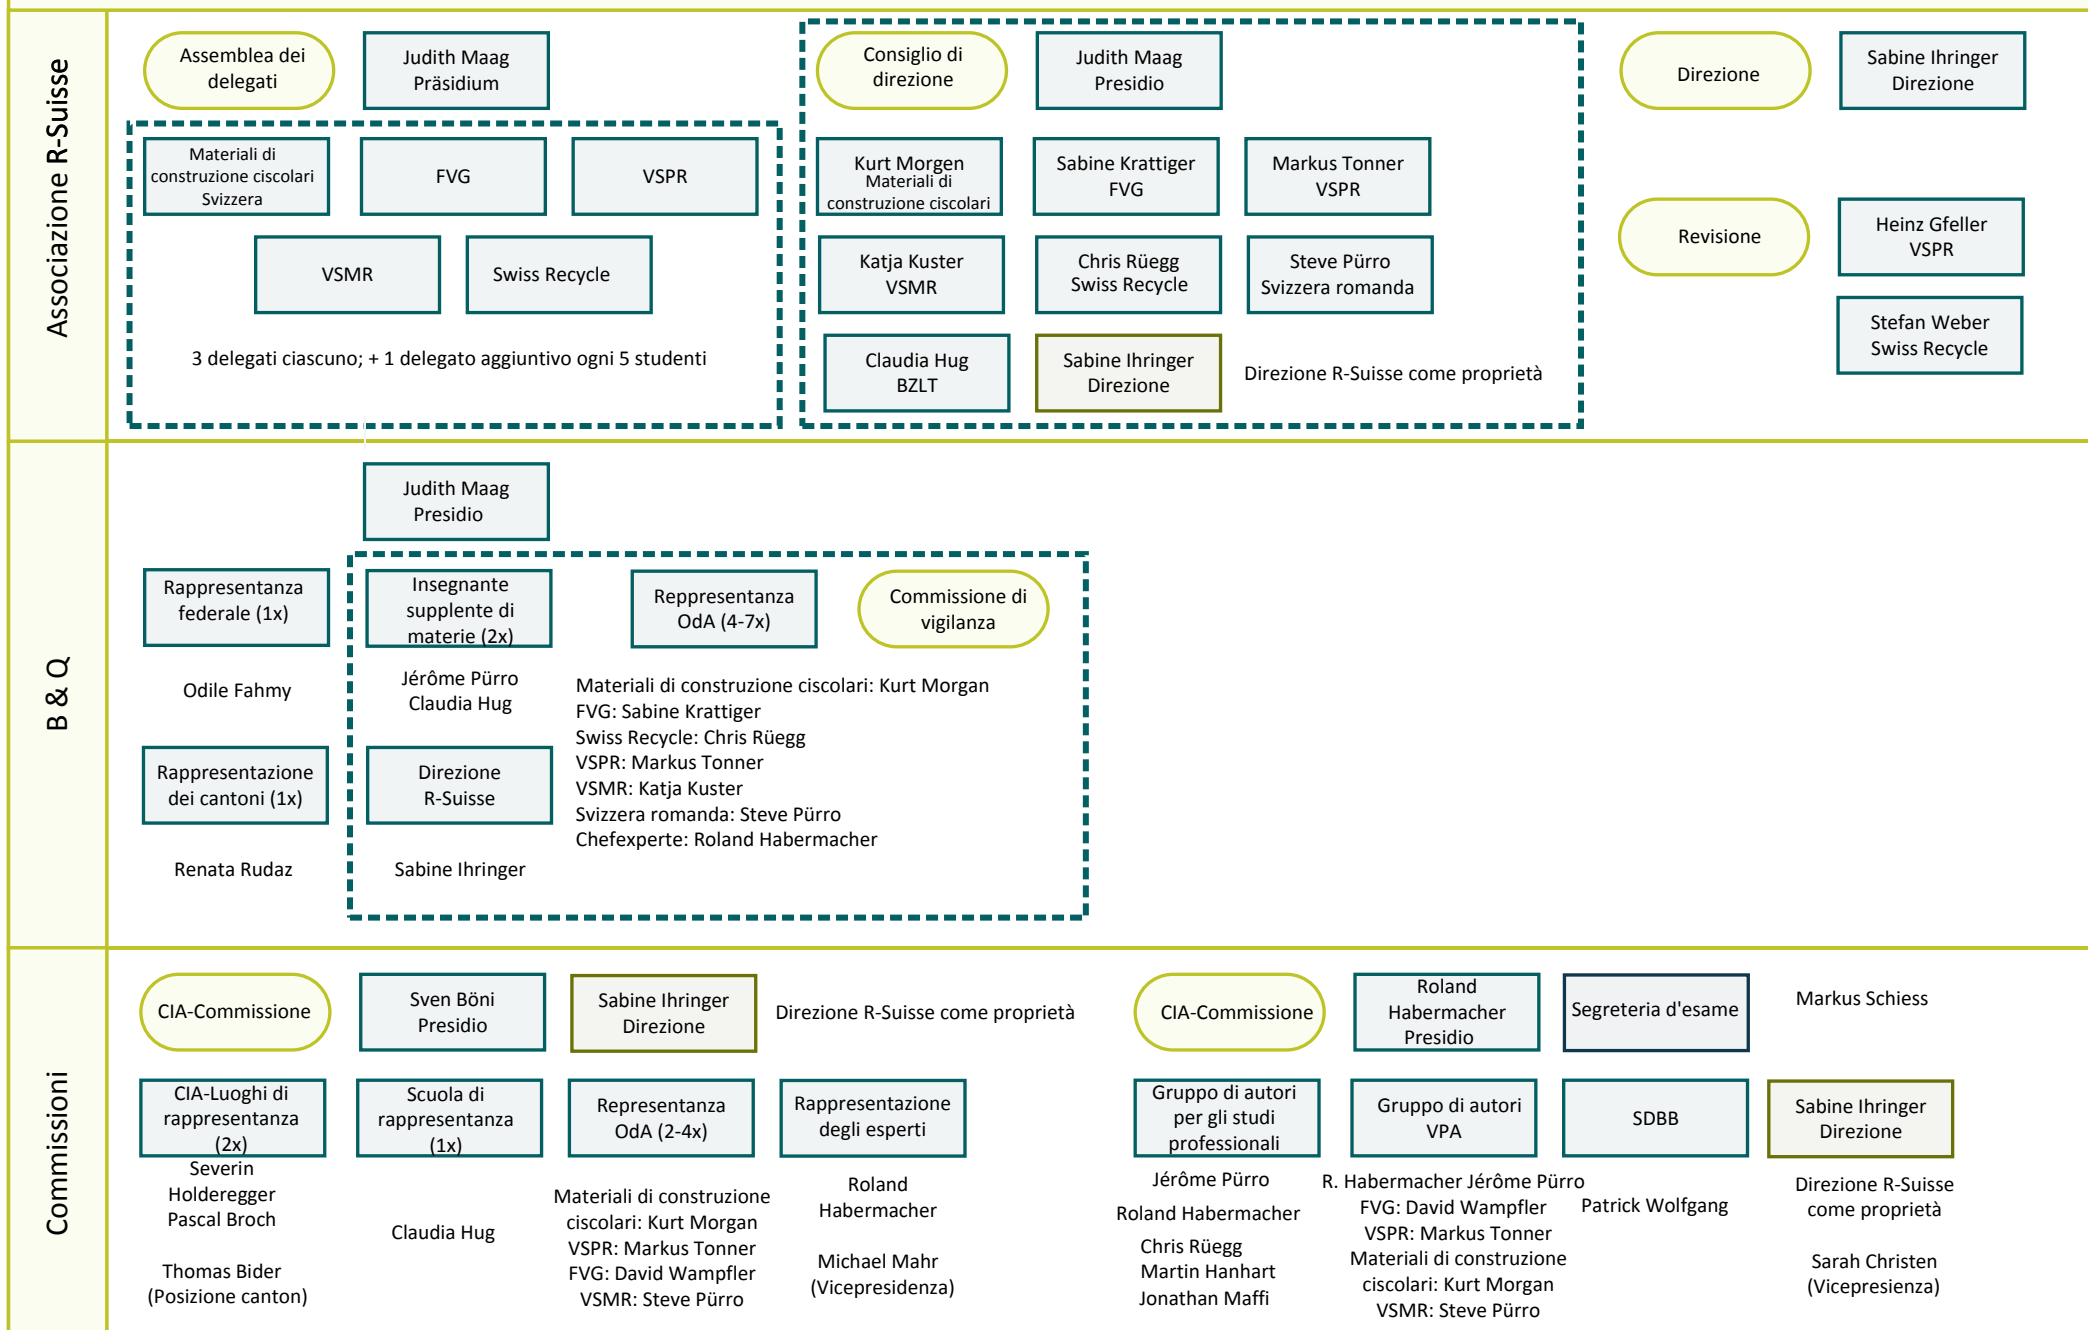 Associazione R-Suisse
Assemblea dei
delegati
Judith Maag
Präsidium
Materiali di
construzione ciscolari
Svizzera
FVG
VSPR
VSMR
Swiss Recycle
3 delegati ciascuno; + 1 delegato aggiuntivo ogni 5 studenti
Consiglio di
direzione
Judith Maag
Presidio
Kurt Morgen
Materiali di
construzione ciscolari
Sabine Krattiger
FVG
Markus Tonner
VSPR
Katja Kuster
VSMR
Chris Rüegg
Swiss Recycle
Steve Pürro
Svizzera romanda
Claudia Hug
BZLT
Sabine Ihringer
Direzione
Direzione R-Suisse come proprietà
Direzione
Sabine Ihringer
Direzione
Revisione
Heinz Gfeller
VSPR
Stefan Weber
Swiss Recycle
B & Q
Judith Maag
Presidio
Rappresentanza
federale (1x)
Odile Fahmy
Rappresentazione
dei cantoni (1x)
Renata Rudaz
Insegnante
supplente di
materie (2x)
Jérôme Pürro
Claudia Hug
Direzione
R-Suisse
Sabine Ihringer
Reppresentanza
OdA (4-7x)
Commissione di
vigilanza
Materiali di construzione ciscolari: Kurt Morgan
FVG: Sabine Krattiger
Swiss Recycle: Chris Rüegg
VSPR: Markus Tonner
VSMR: Katja Kuster
Svizzera romanda: Steve Pürro
Chefexperte: Roland Habermacher
Commissioni
CIA-Commissione
Sven Böni
Presidio
Sabine Ihringer
Direzione
Direzione R-Suisse come proprietà
CIA-Luoghi di
rappresentanza
(2x)
Severin
Holderegger
Pascal Broch
Thomas Bider
(Posizione canton)
Scuola di
rappresentanza
(1x)
Claudia Hug
Representanza
OdA (2-4x)
Materiali di construzione
ciscolari: Kurt Morgan
VSPR: Markus Tonner
FVG: David Wampfler
VSMR: Steve Pürro
Rappresentazione
degli esperti
Roland
Habermacher
Michael Mahr
(Vicepresidenza)
CIA-Commissione
Roland
Habermacher
Presidio
Segreteria d'esame
Markus Schiess
Gruppo di autori
per gli studi
professionali
Jérôme Pürro
Roland Habermacher
Chris Rüegg
Martin Hanhart
Jonathan Maffi
Gruppo di autori
VPA
R. Habermacher Jérôme Pürro
FVG: David Wampfler
VSPR: Markus Tonner
Materiali di construzione
ciscolari: Kurt Morgan
VSMR: Steve Pürro
SDBB
Patrick Wolfgang
Sabine Ihringer
Direzione
Direzione R-Suisse
come proprietà
Sarah Christen
(Vicepresienza)